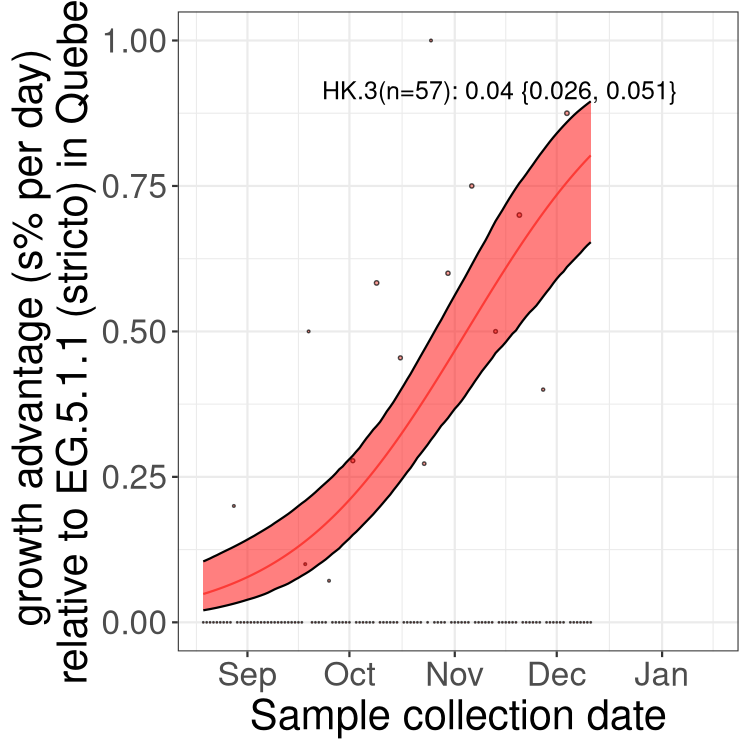 growth advantage (s% per day)
relative to EG.5.1.1 (stricto) in Quebe
1.00
0.75
0.50
0.25
0.00
HK.3(n=57): 0.04 {0.026, 0.051}
Sep Oct Nov Dec Jan
Sample collection date